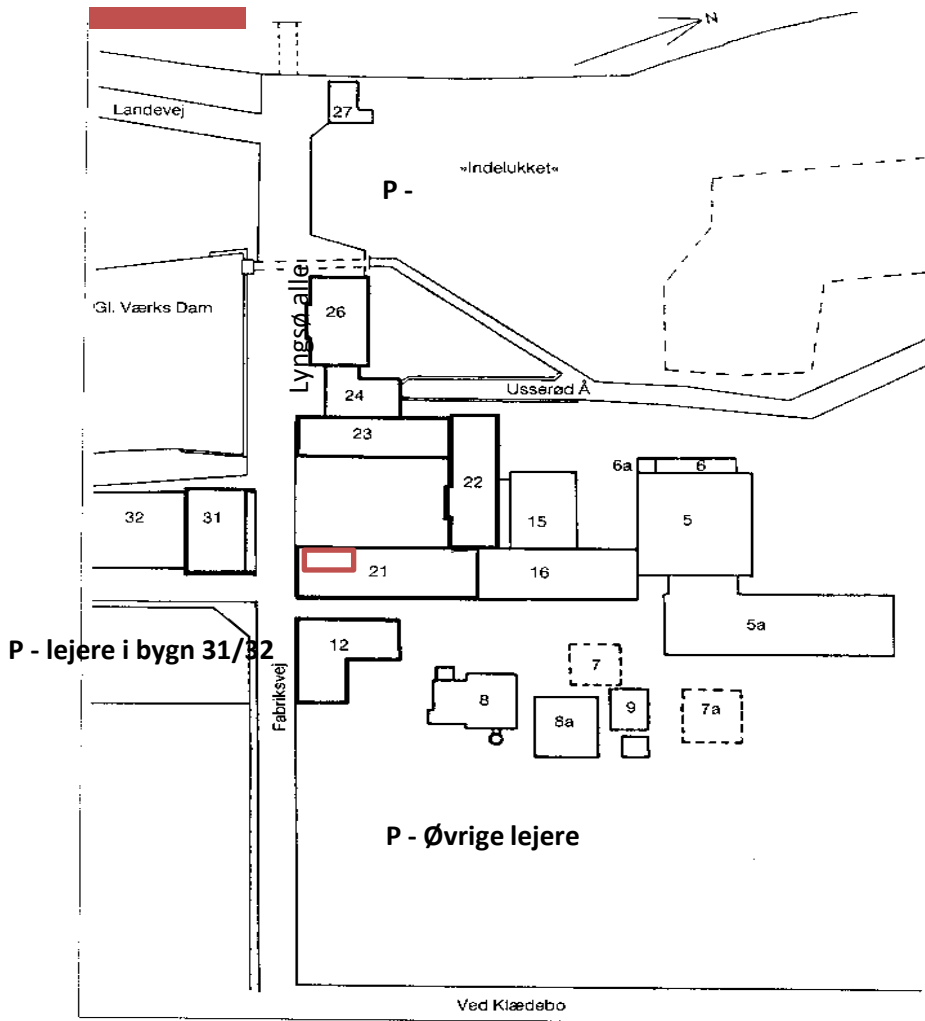 N
27
Landevej
»Indelukket«
P -
Gl. Værks Dam
Lyngsø alle
26
Usserød Å
24
23
22
6a
6
32
31
15
5
21
16
5a
P - lejere i bygn 31/32
12
7
8
9
7a
8a
Fabriksvej
P - Øvrige lejere
Ved Klædebo